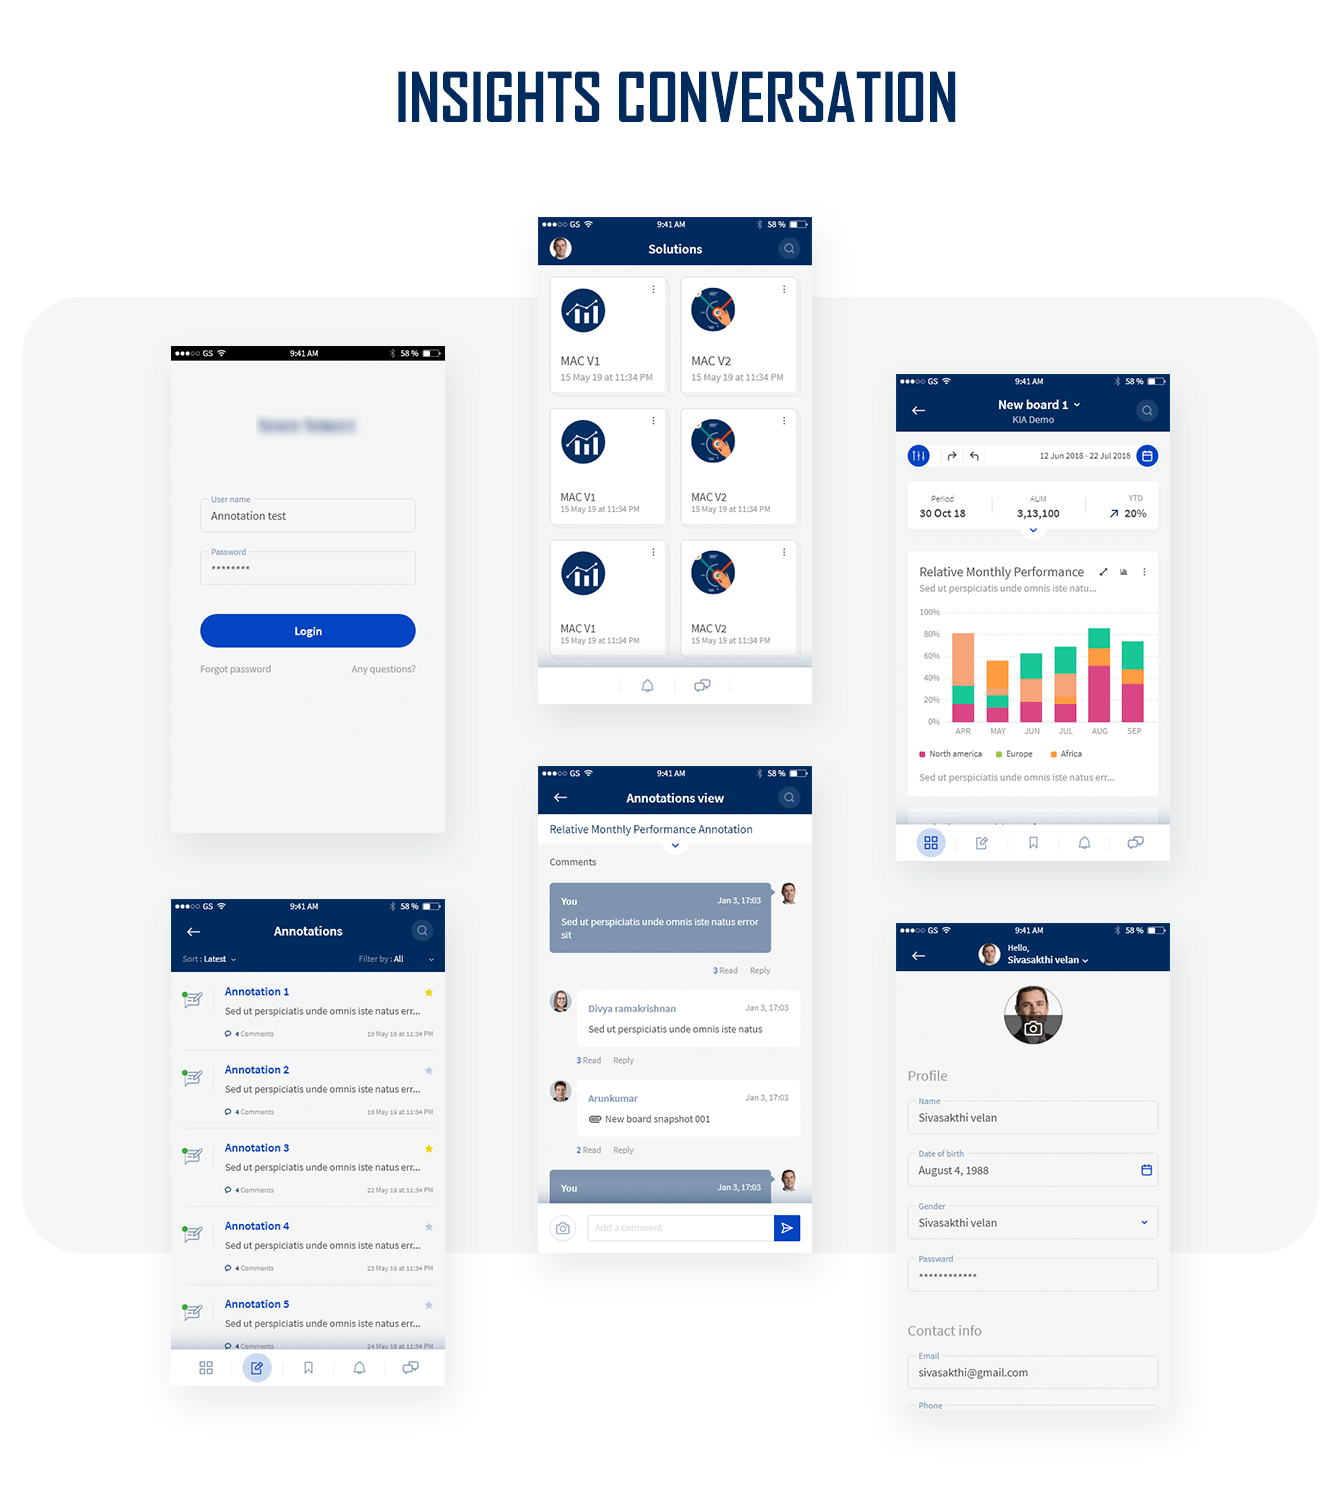 INSIGHTS CONVERSATION
GS
9:41 AM
58 %
Solutions
MAC V1
15 May 19 at 11:34 PM
MAC V2
15 May 19 at 11:34 PM
MAC V1
15 May 19 at 11:34 PM
MAC V2
15 May 19 at 11:34 PM
MAC V1
15 May 19 at 11:34 PM
MAC V2
15 May 19 at 11:34 PM
GS
9:41 AM
58 %
User name
Annotation test
Password
********
Login
Forgot password
Any questions?
GS
9:41 AM
58 %
New board 1
KIA Demo
12 Jun 2018 - 22 Jul 2018
Period
30 Oct 18
AUM
3,13,100
YTD
20%
Relative Monthly Performance
Sed ut perspiciatis unde omnis iste natu...
100%
80%
60%
40%
20%
0%
APR MAY JUN JUL AUG SEP
North america Europe Africa
Sed ut perspiciatis unde omnis iste natus err...
GS
9:41 AM
58 %
Annotations view
Relative Monthly Performance Annotation
Comments
You Jan 3, 17:03
Sed ut perspiciatis unde omnis iste natus error
sit
3 Read Reply
Divya ramakrishnan Jan 3, 17:03
Sed ut perspiciatis unde omnis iste natus
3 Read Reply
Arunkumar Jan 3, 17:03
New board snapshot 001
2 Read Reply
You Jan 3, 17:03
Add a comment
GS
9:41 AM
58 %
Annotations
Sort : Latest
Filter by : All
Annotation 1
Sed ut perspiciatis unde omnis iste natus err...
4 Comments 15 May 19 at 11:34 PM
Annotation 2
Sed ut perspiciatis unde omnis iste natus err...
4 Comments 16 May 19 at 11:34 PM
Annotation 3
Sed ut perspiciatis unde omnis iste natus err...
4 Comments 22 May 19 at 11:34 PM
Annotation 4
Sed ut perspiciatis unde omnis iste natus err...
4 Comments 23 May 19 at 11:34 PM
Annotation 5
Sed ut perspiciatis unde omnis iste natus err...
4 Comments 24 May 19 at 11:34 PM
GS
9:41 AM
58 %
Hello,
Sivasakthi velan
Profile
Name
Sivasakthi velan
Date of birth
August 4, 1988
Gender
Sivasakthi velan
Passward
************
Contact info
Email
sivasakthi@gmail.com
Phone